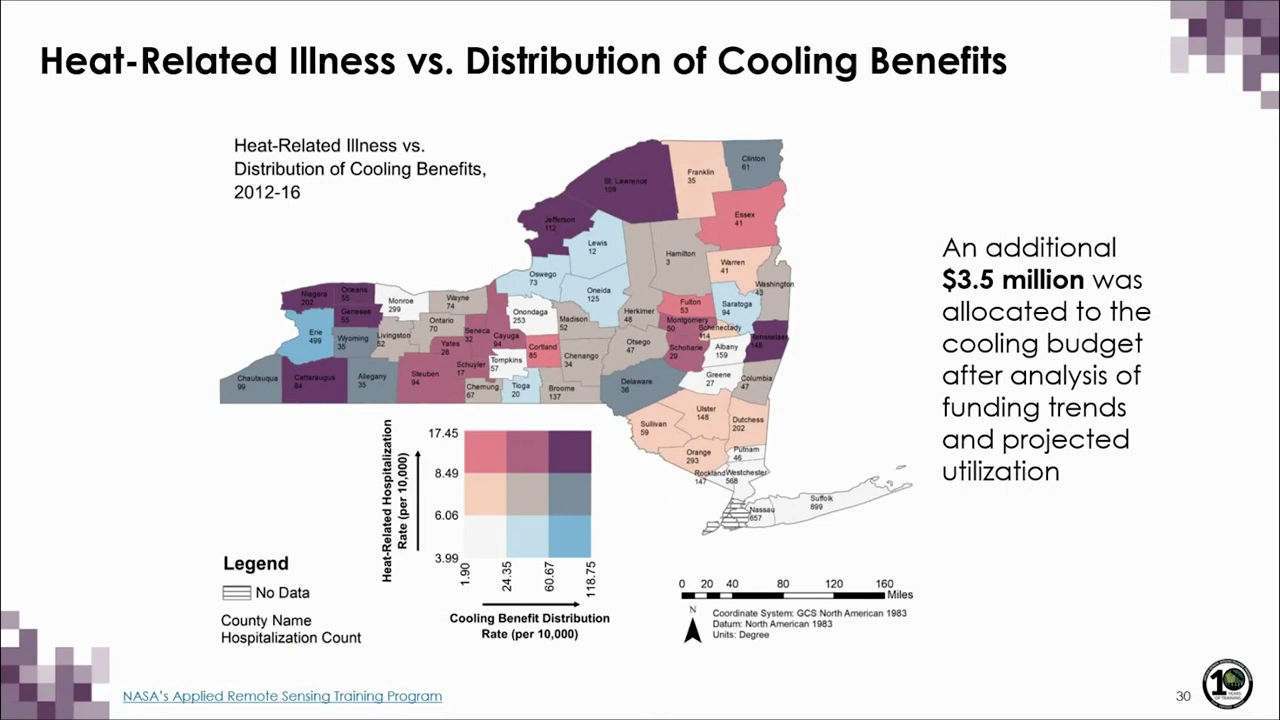 Heat-Related Illness vs. Distribution of Cooling Benefits
Heat-Related Illness vs.
Distribution of Cooling Benefits,
2012-16
Clinton
61
Franklin
35
St. Lawrence
109
Essex
41
Jefferson
112
Lewis
12
Hamilton
3
Warren
41
Washington
43
Oswego
73
Oneida
125
Herkimer
48
Fulton
53
Saratoga
94
Montgomery
50
Schenectady
114
Niagara
202
Orleans
55
Monroe
299
Wayne
74
Genesee
55
Onondaga
253
Madison
52
Erie
499
Wyoming
35
Livingston
52
Ontario
70
Yates
26
Seneca
32
Cayuga
94
Cortland
85
Chenango
34
Otsego
47
Schoharie
29
Albany
159
Rensselaer
148
Tompkins
57
Schuyler
17
Greene
27
Columbia
47
Chautauqua
99
Cattaraugus
84
Allegany
35
Steuben
94
Chemung
67
Tioga
20
Broome
137
Delaware
36
Ulster
148
Dutchess
202
Sullivan
59
Orange
293
Putnam
46
Rockland
147
Westchester
568
Nassau
657
Suffolk
899
An additional
$3.5 million was
allocated to the
cooling budget
after analysis of
funding trends
and projected
utilization
Heat-Related Hospitalization
Rate (per 10,000)
17.45
8.49
6.06
3.99
1.90
24.35
60.67
118.75
Cooling Benefit Distribution
Rate (per 10,000)
Legend
No Data
County Name
Hospitalization Count
0 20 40 80 120 160
Miles
N
Coordinate System: GCS North American 1983
Datum: North American 1983
Units: Degree
NASA's Applied Remote Sensing Training Program
30